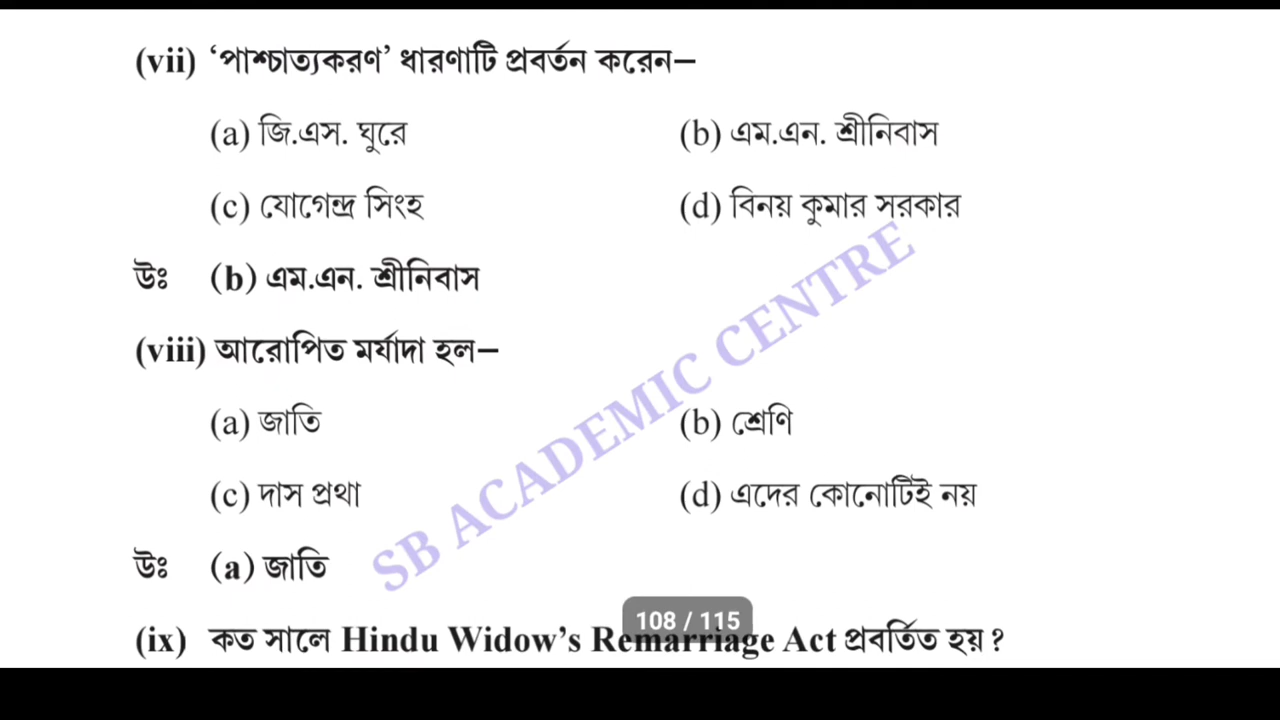 (vii) ‘পাশ্চাত্যকরণ’ ধারণাটি প্রবর্তন করেন–
(a) জি.এস. ঘুরে (b) এম.এন. শ্রীনিবাস
(c) যোগেন্দ্র সিংহ (d) বিনয় কুমার সরকার
উঃ (b) এম.এন. শ্রীনিবাস
(viii) আরোপিত মর্যাদা হল–
(a) জাতি (b) শ্রেণি
(c) দাস প্রথা (d) এদের কোনোটিই নয়
উঃ (a) জাতি
SB ACADEMIC CENTRE
108 / 115
(ix) কত সালে Hindu Widow’s Remarriage Act প্রবর্তিত হয় ?